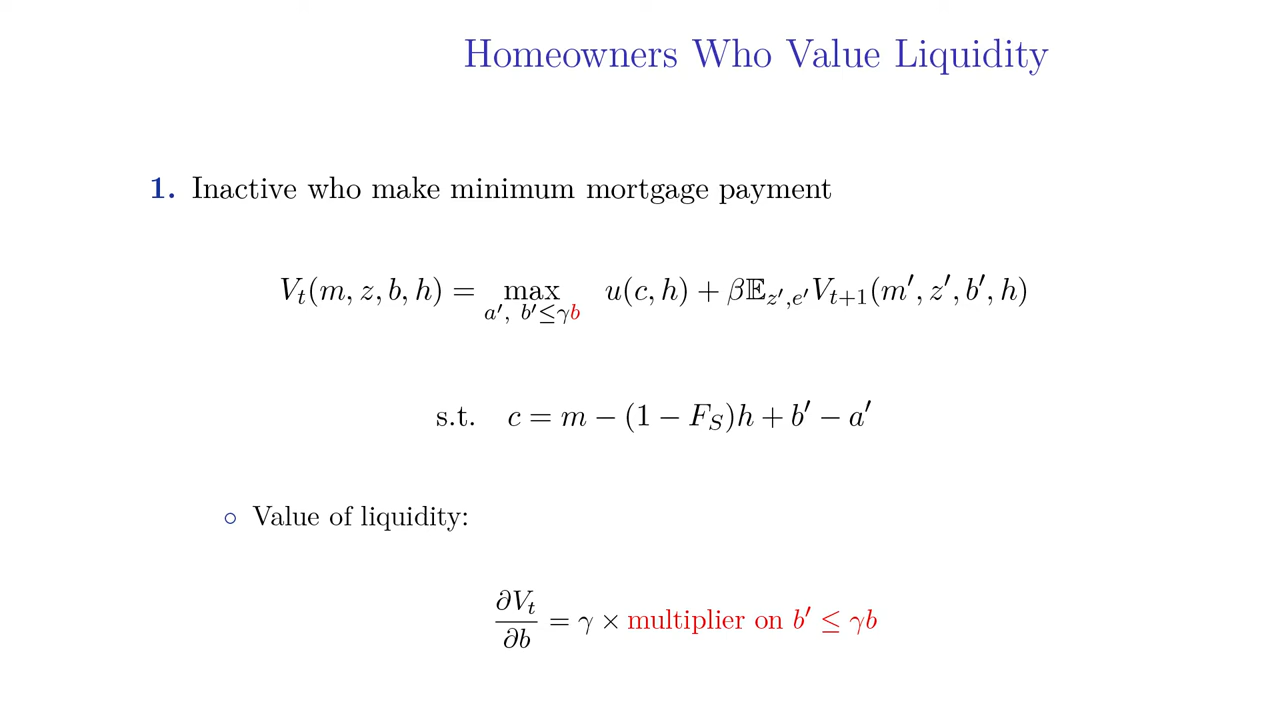 Homeowners Who Value Liquidity
1. Inactive who make minimum mortgage payment
V_t(m, z, b, h) = max_{a′, b′≤γb} u(c, h) + β𝔼_{z′,e′}V_{t+1}(m′, z′, b′, h)
s.t. c = m − (1 − F_S)h + b′ − a′
○ Value of liquidity:
∂V_t/∂b = γ × multiplier on b′ ≤ γb